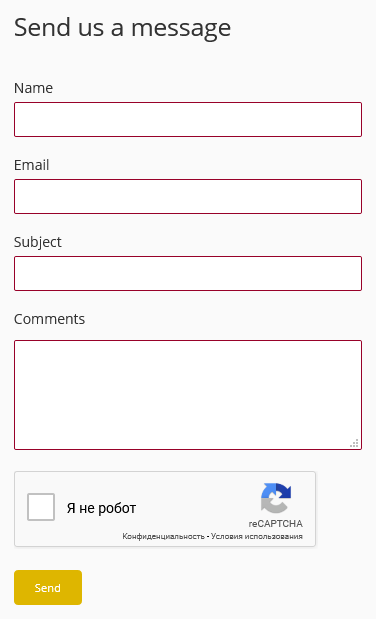 Send us a message
Name
Email
Subject
Comments
Я не робот
reCAPTCHA
Конфиденциальность - Условия использования
Send